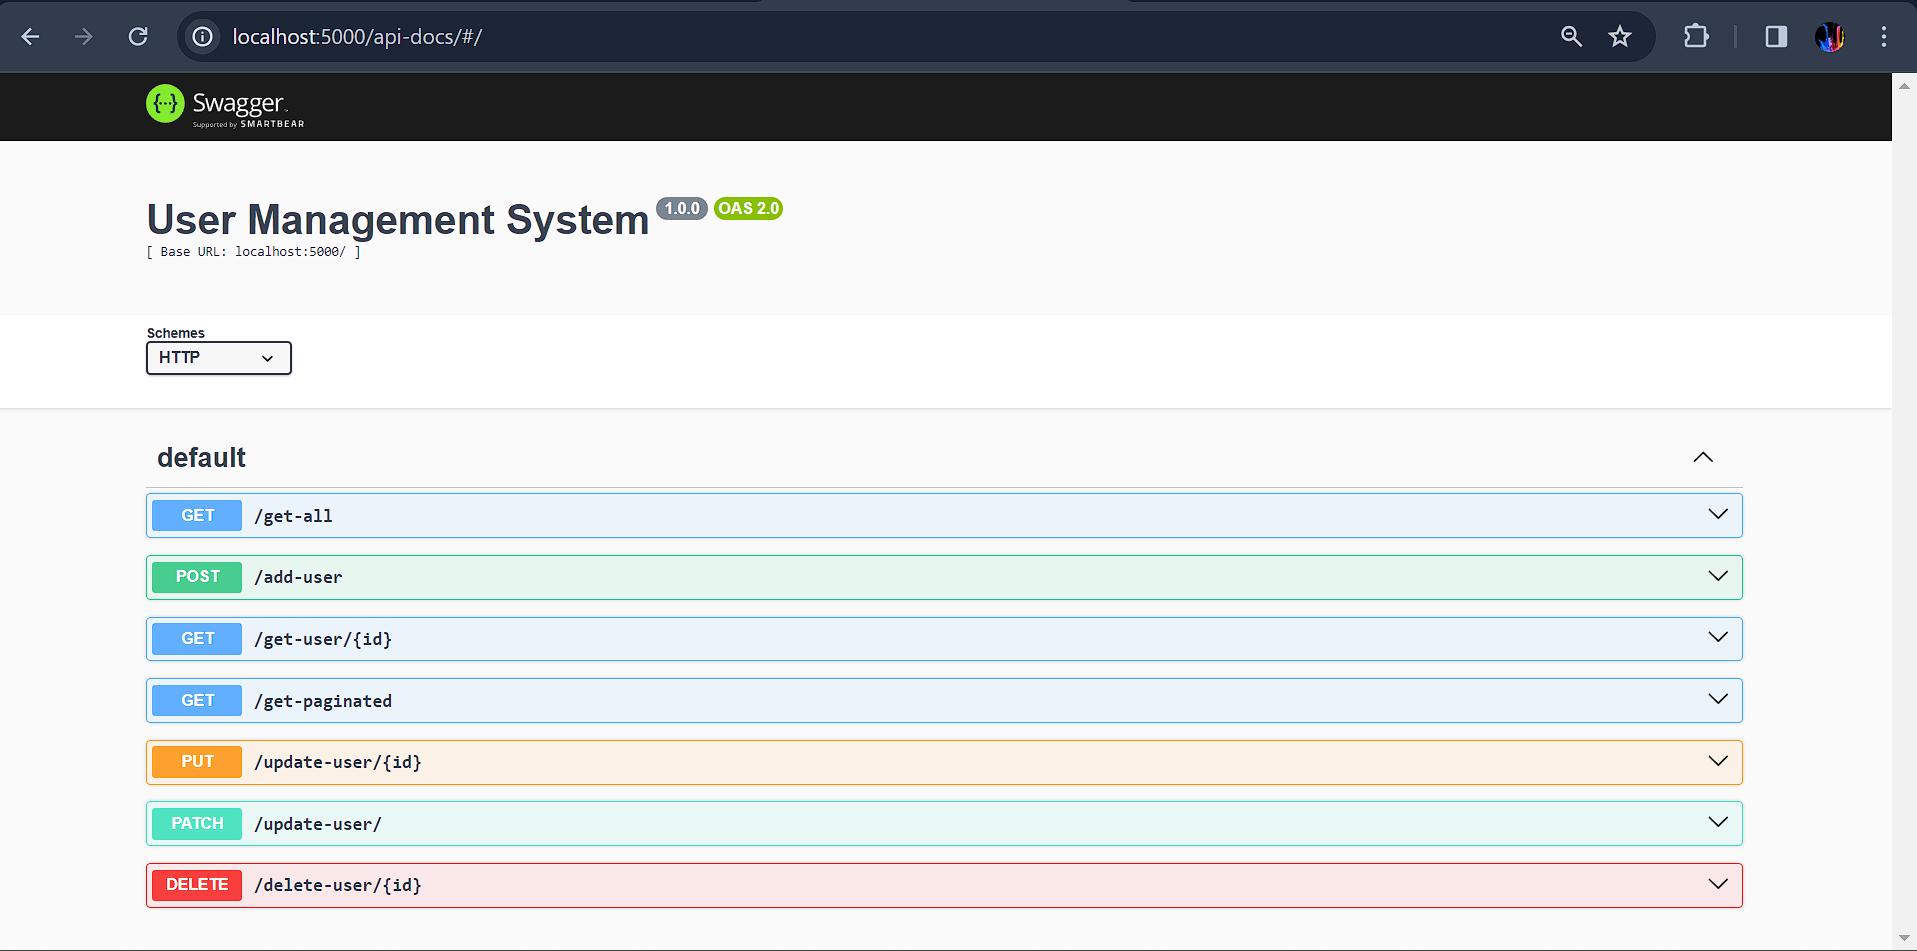 localhost:5000/api-docs/#/
Swagger
Supported by SMARTBEAR
User Management System 1.0.0 OAS 2.0
[ Base URL: localhost:5000/ ]
Schemes
HTTP
default
GET /get-all
POST /add-user
GET /get-user/{id}
GET /get-paginated
PUT /update-user/{id}
PATCH /update-user/
DELETE /delete-user/{id}